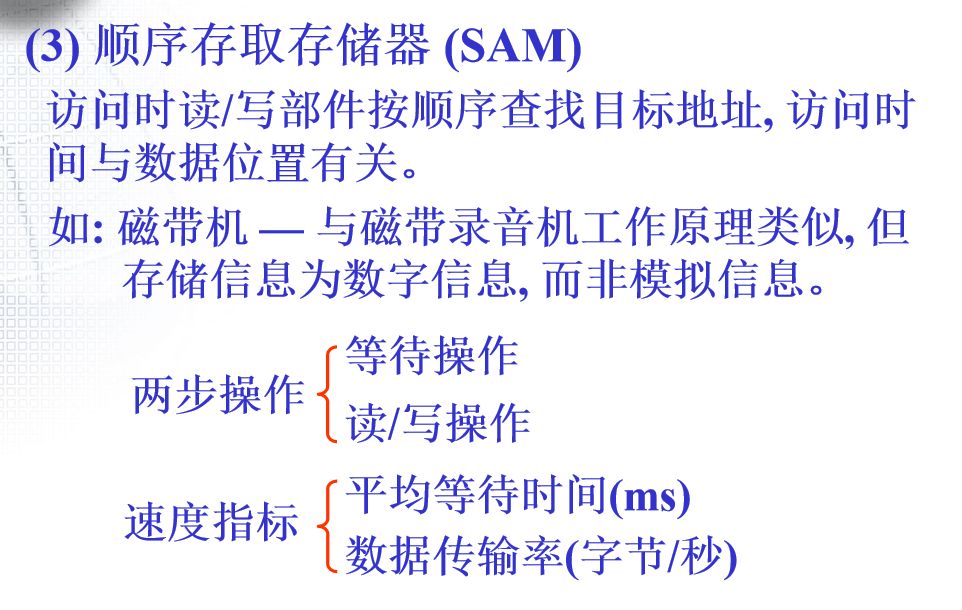 (3) 顺序存取存储器 (SAM)
访问时读/写部件按顺序查找目标地址, 访问时
间与数据位置有关。
如: 磁带机 — 与磁带录音机工作原理类似, 但
存储信息为数字信息, 而非模拟信息。
两步操作
等待操作
读/写操作
速度指标
平均等待时间(ms)
数据传输率(字节/秒)